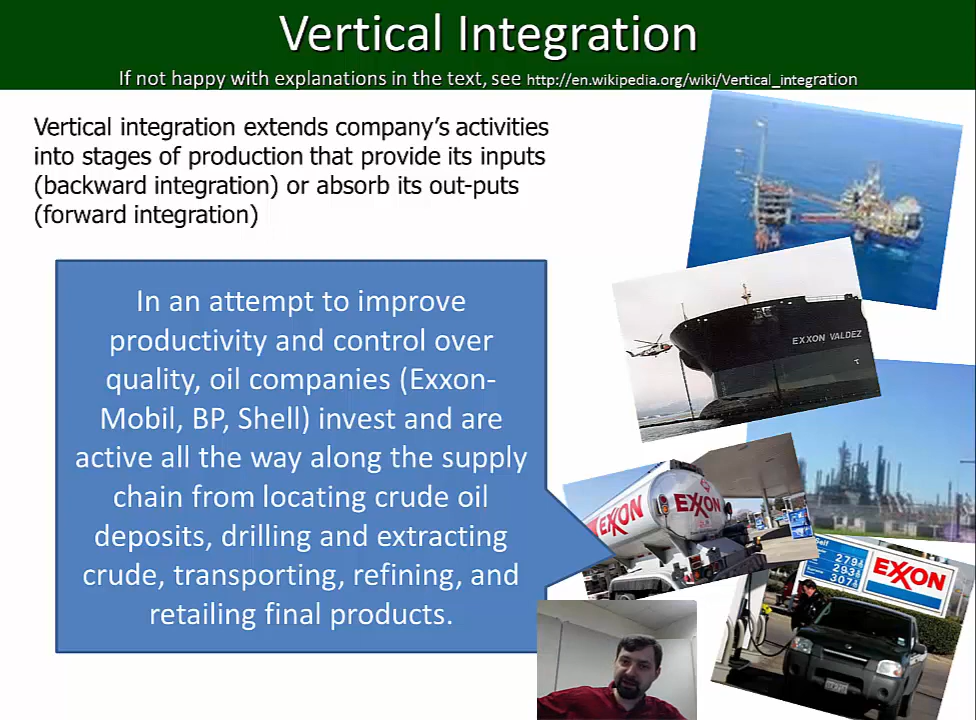 Vertical Integration
If not happy with explanations in the text, see http://en.wikipedia.org/wiki/Vertical_integration
Vertical integration extends company's activities
into stages of production that provide its inputs
(backward integration) or absorb its out-puts
(forward integration)
In an attempt to improve
productivity and control over
quality, oil companies (Exxon-
Mobil, BP, Shell) invest and are
active all the way along the supply
chain from locating crude oil
deposits, drilling and extracting
crude, transporting, refining, and
retailing final products.
EXXON VALDEZ
EXXON
EXXON
Self
279
293
307
EXXON